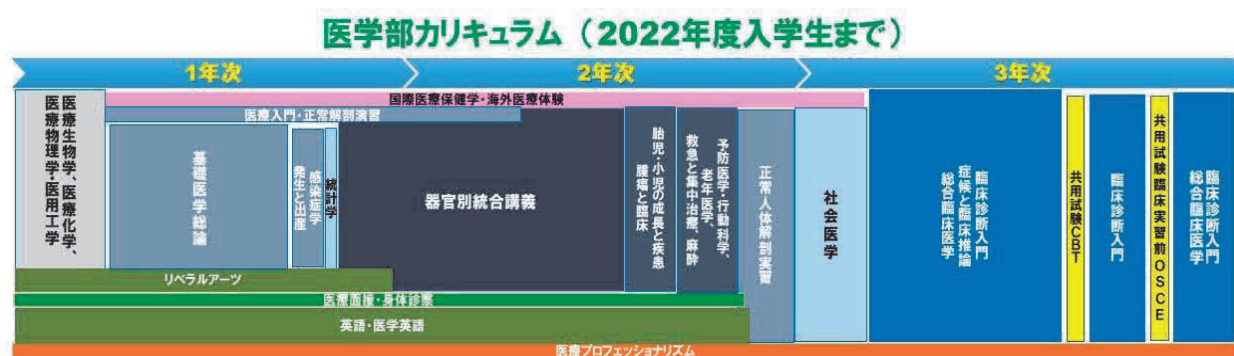 医学部カリキュラム（2022年度入学生まで）
1年次
2年次
3年次
医療生物学、医療化学、
医療物理学・医用工学
国際医療保健学・海外医療体験
医療入門・正常解剖演習
基礎医学総論
感染症学
発生と出産
統計学
器官別統合講義
胎児・小児の成長と疾患
腫瘍と臨床
予防医学・行動科学、
老年医学、
救急と集中治療、麻酔
正常人体解剖実習
社会医学
臨床診断入門
症候と臨床推論
総合臨床医学
共用試験CBT
臨床診断入門
共用試験臨床実習前OSCE
臨床診断入門
総合臨床医学
リベラルアーツ
医療面接・身体診察
英語・医学英語
医療プロフェッショナリズム